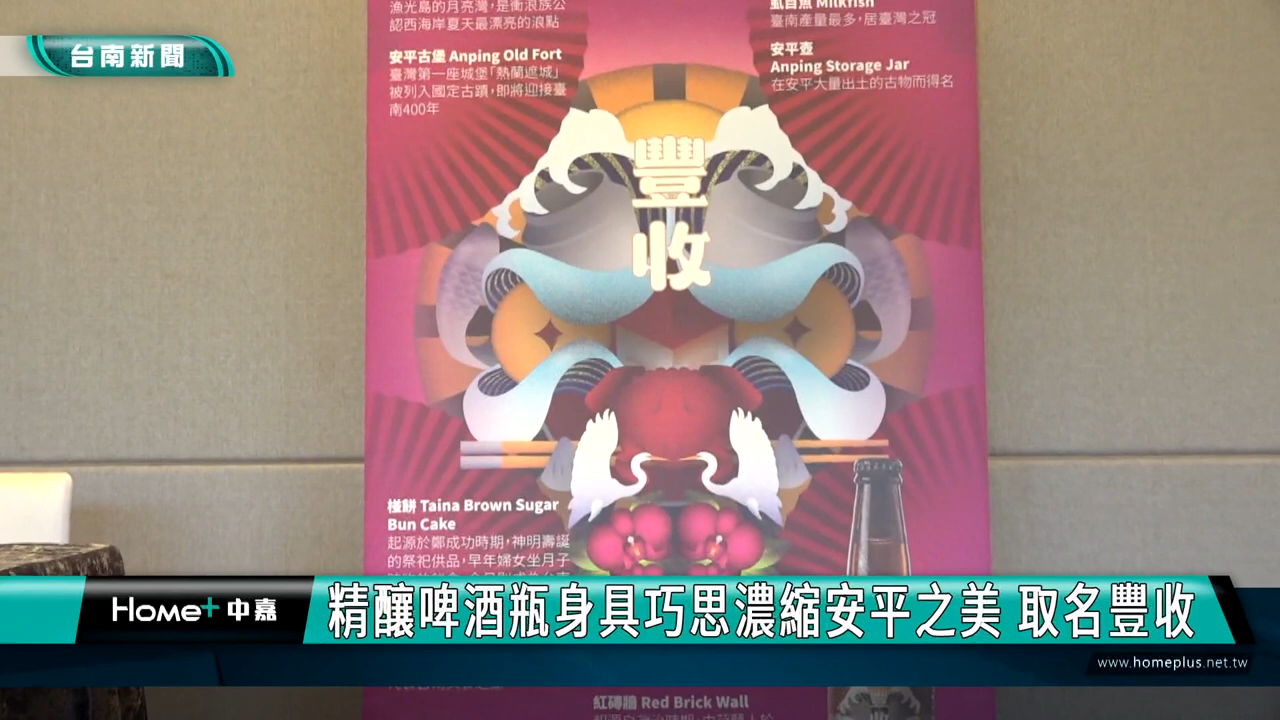 台南新聞
漁光島的月亮灣，是衝浪族公
認西海岸夏天最漂亮的浪點
安平古堡 Anping Old Fort
臺灣第一座城堡「熱蘭遮城」
被列入國定古蹟，即將迎接臺
南400年
虱目魚 Milkfish
臺南產量最多，居臺灣之冠
安平壺
Anping Storage Jar
在安平大量出土的古物而得名
豐
收
椪餅 Taina Brown Sugar
Bun Cake
起源於鄭成功時期，神明壽誕
的祭祀供品，早年婦女坐月子
Home+ 中嘉
精釀啤酒瓶身具巧思濃縮安平之美 取名豐收
www.homeplus.net.tw
紅磚牆 Red Brick Wall